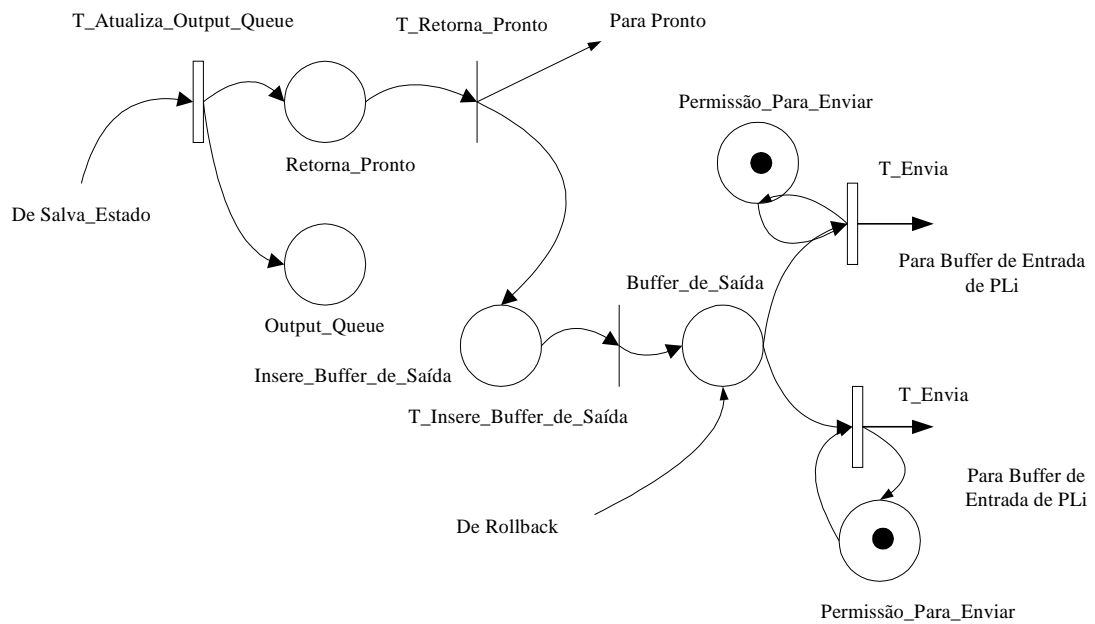 T_Atualiza_Output_Queue
T_Retorna_Pronto
Para Pronto
Permissão_Para_Enviar
Retorna_Pronto
T_Envia
De Salva_Estado
Para Buffer de Entrada
de PLi
Buffer_de_Saída
Output_Queue
Insere_Buffer_de_Saída
T_Insere_Buffer_de_Saída
T_Envia
Para Buffer de
Entrada de PLi
De Rollback
Permissão_Para_Enviar